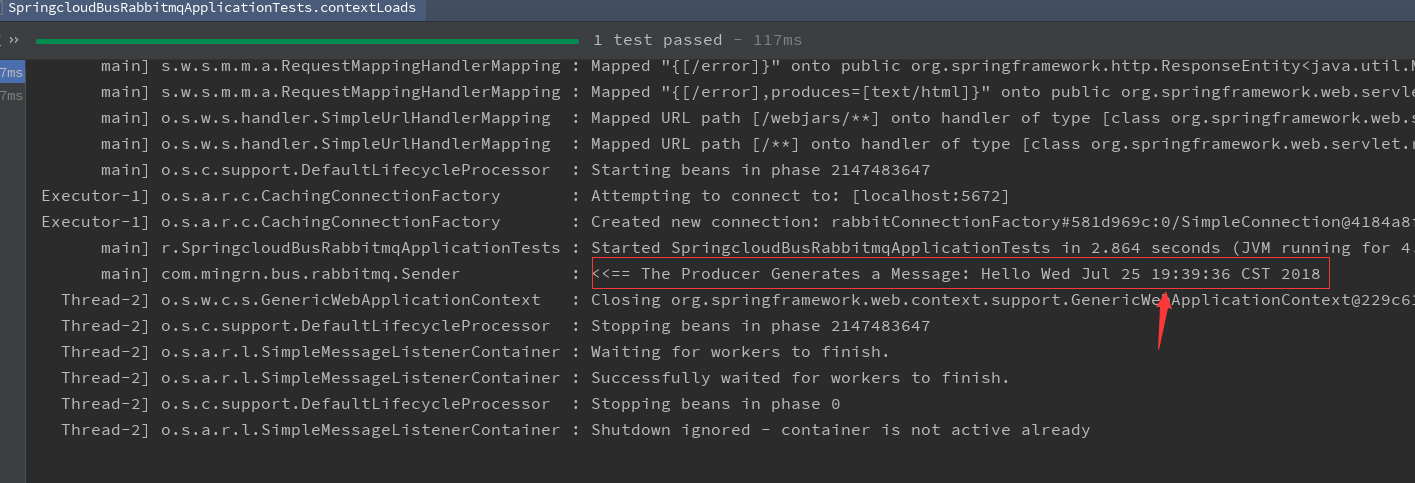 SpringcloudBusRabbitmqApplicationTests.contextLoads
» 1 test passed – 117ms
7ms main] s.w.s.m.m.a.RequestMappingHandlerMapping : Mapped "{[/error]}" onto public org.springframework.http.ResponseEntity<java.util.M
7ms main] s.w.s.m.m.a.RequestMappingHandlerMapping : Mapped "{[/error],produces=[text/html]}" onto public org.springframework.web.servle
main] o.s.w.s.handler.SimpleUrlHandlerMapping : Mapped URL path [/webjars/**] onto handler of type [class org.springframework.web.s
main] o.s.w.s.handler.SimpleUrlHandlerMapping : Mapped URL path [/**] onto handler of type [class org.springframework.web.servlet.r
main] o.s.c.support.DefaultLifecycleProcessor : Starting beans in phase 2147483647
Executor-1] o.s.a.r.c.CachingConnectionFactory : Attempting to connect to: [localhost:5672]
Executor-1] o.s.a.r.c.CachingConnectionFactory : Created new connection: rabbitConnectionFactory#581d969c:0/SimpleConnection@4184a8f
main] r.SpringcloudBusRabbitmqApplicationTests : Started SpringcloudBusRabbitmqApplicationTests in 2.864 seconds (JVM running for 4.
main] com.mingrn.bus.rabbitmq.Sender : <<== The Producer Generates a Message: Hello Wed Jul 25 19:39:36 CST 2018
Thread-2] o.s.w.c.s.GenericWebApplicationContext : Closing org.springframework.web.context.support.GenericWebApplicationContext@229c61
Thread-2] o.s.c.support.DefaultLifecycleProcessor : Stopping beans in phase 2147483647
Thread-2] o.s.a.r.l.SimpleMessageListenerContainer : Waiting for workers to finish.
Thread-2] o.s.a.r.l.SimpleMessageListenerContainer : Successfully waited for workers to finish.
Thread-2] o.s.c.support.DefaultLifecycleProcessor : Stopping beans in phase 0
Thread-2] o.s.a.r.l.SimpleMessageListenerContainer : Shutdown ignored – container is not active already